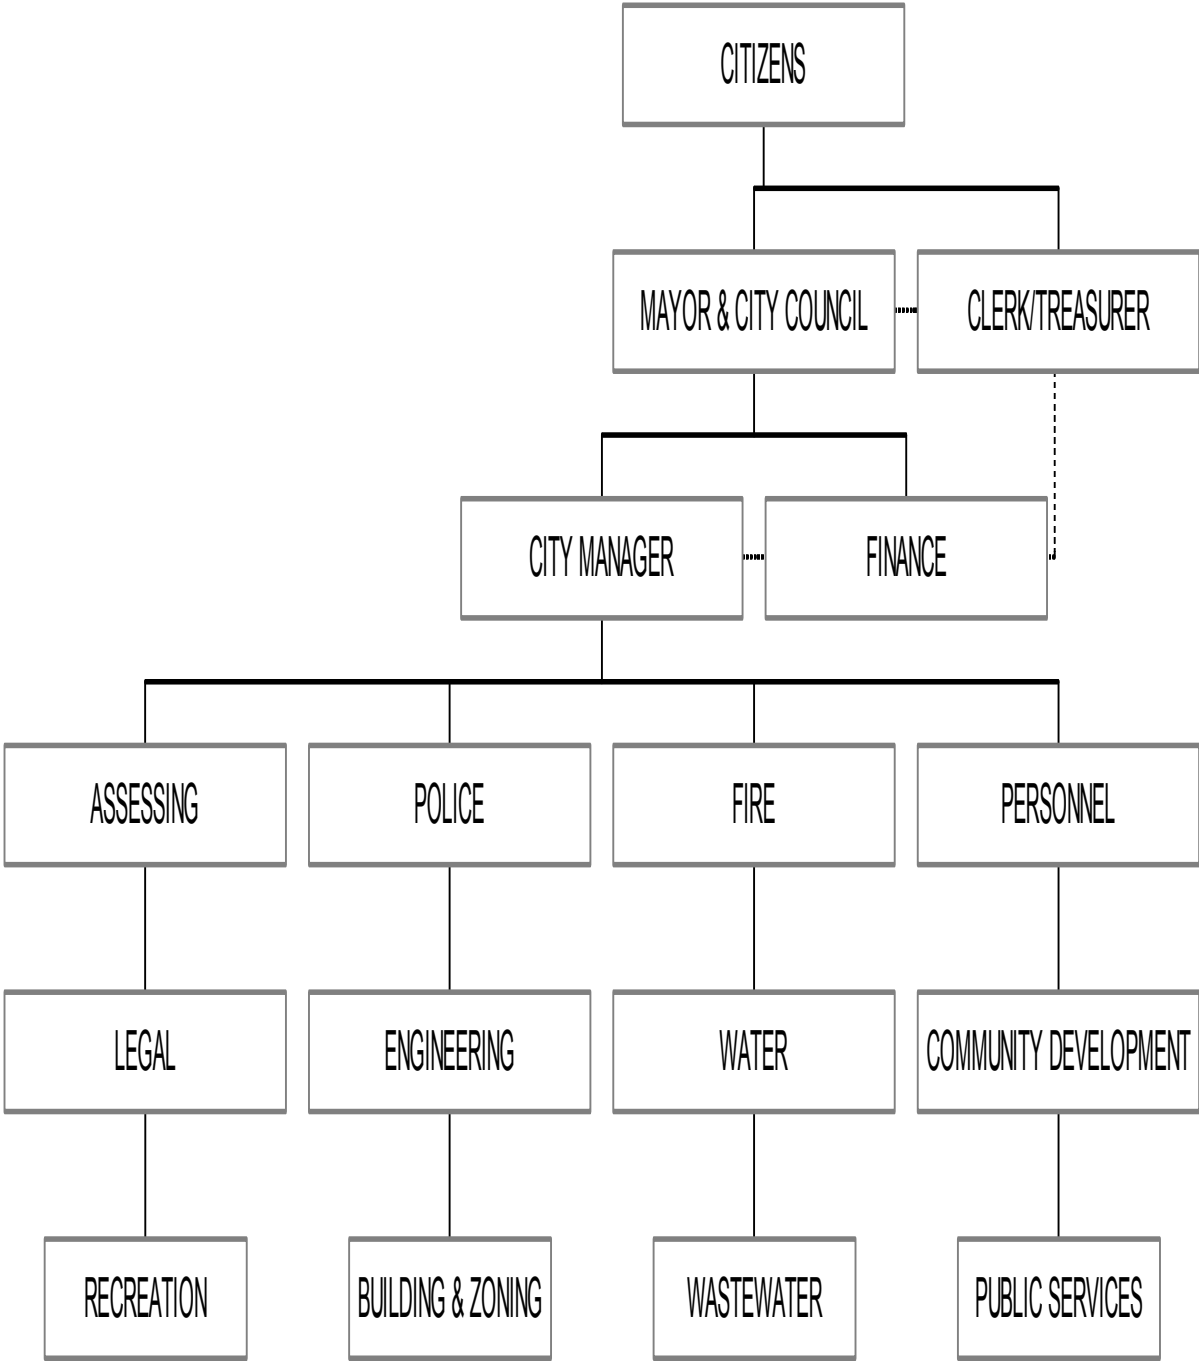 CITIZENS
MAYOR & CITY COUNCIL
CLERK/TREASURER
CITY MANAGER
FINANCE
ASSESSING
POLICE
FIRE
PERSONNEL
LEGAL
ENGINEERING
WATER
COMMUNITY DEVELOPMENT
RECREATION
BUILDING & ZONING
WASTEWATER
PUBLIC SERVICES